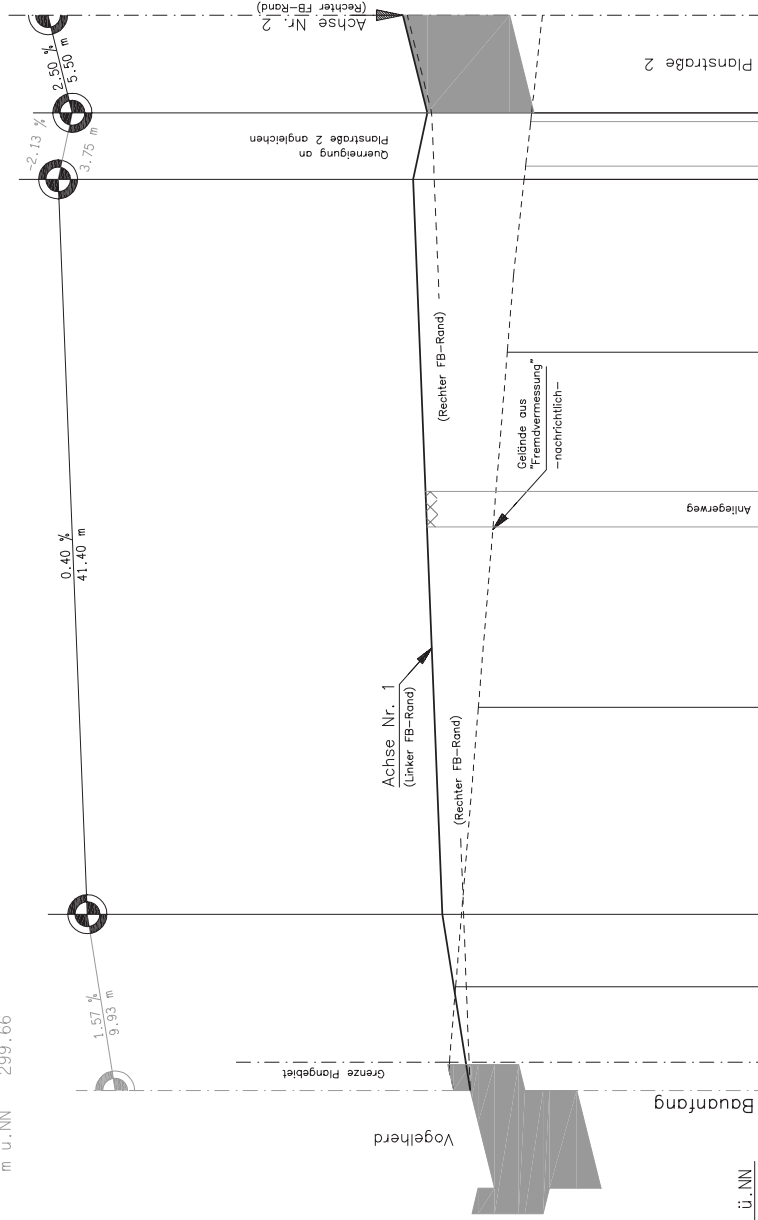 2.50 %
5.50 m
-2.13 %
3.75 m
Achse Nr. 2
(Rechter FB-Rand)
Planstraße 2
Querneigung an
Planstraße 2 angleichen
(Rechter FB-Rand)
Gelände aus
"Fremdvermessung"
-nachrichtlich-
Anliegerweg
0.40 %
41.40 m
Achse Nr. 1
(Linker FB-Rand)
(Rechter FB-Rand)
1.57 %
9.93 m
m ü.NN 299.66
Grenze Plangebiet
Bauanfang
Vogelherd
ü.NN